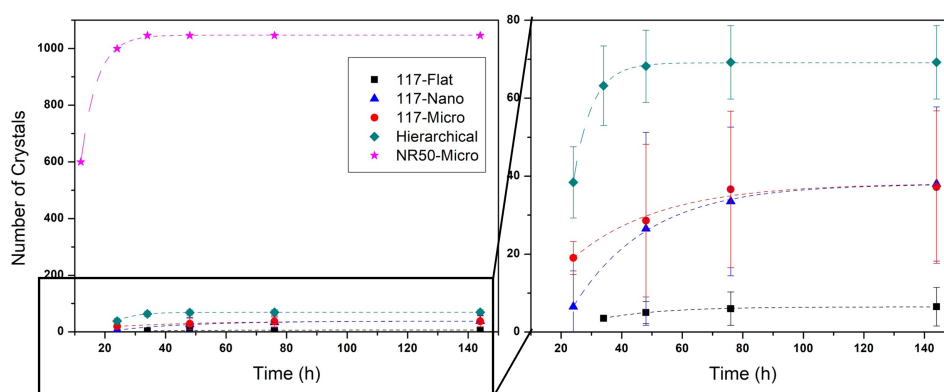 Number of Crystals
1000
800
600
400
200
0
20 40 60 80 100 120 140
Time (h)
117-Flat
117-Nano
117-Micro
Hierarchical
NR50-Micro
80
60
40
20
0
20 40 60 80 100 120 140
Time (h)